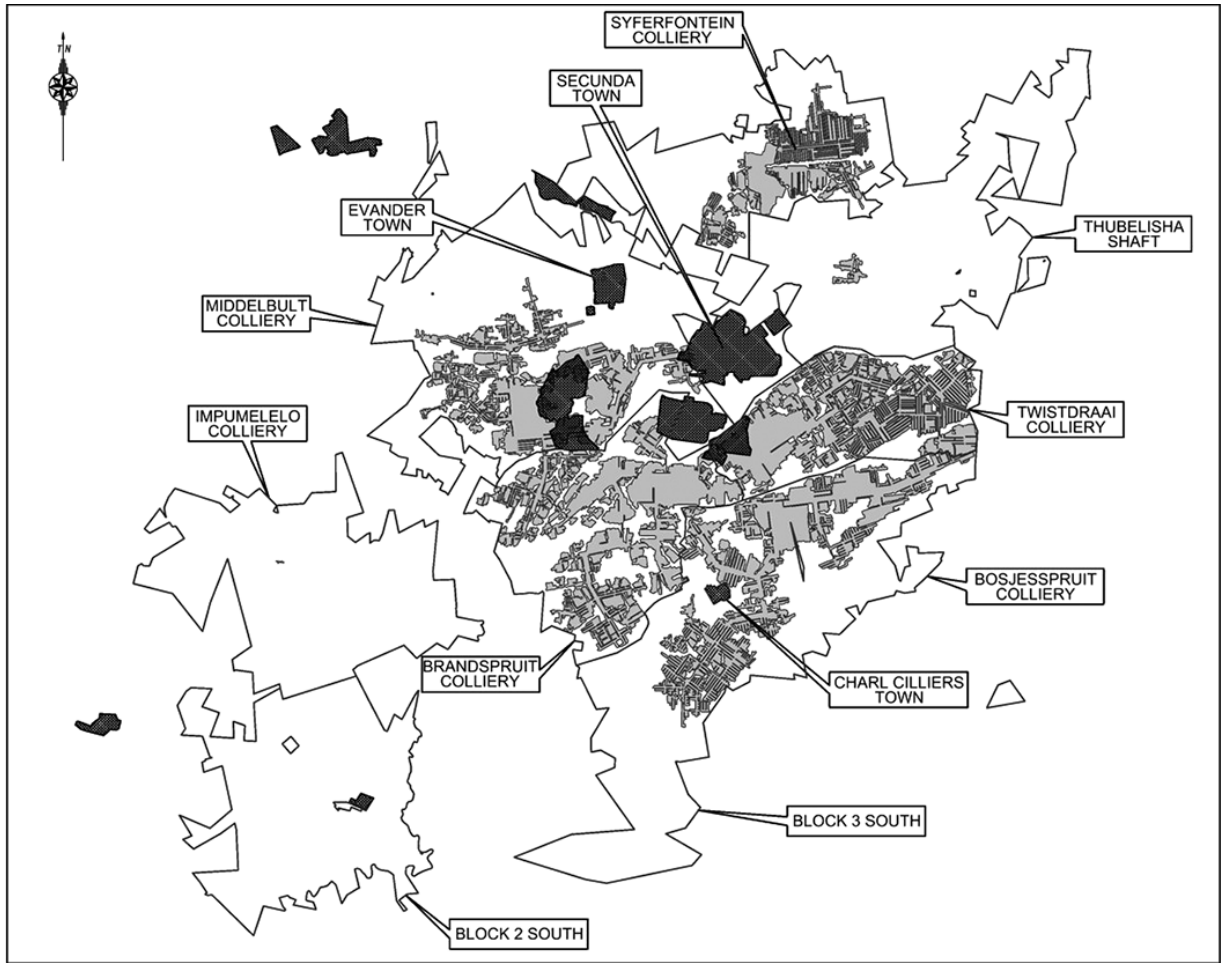 SYFERFONTEIN
COLLIERY
T N
SECUNDA
TOWN
EVANDER
TOWN
THUBELISHA
SHAFT
MIDDELBULT
COLLIERY
IMPUMELELO
COLLIERY
TWISTDRAAI
COLLIERY
BOSJESSPRUIT
COLLIERY
BRANDSPRUIT
COLLIERY
CHARL CILLIERS
TOWN
BLOCK 3 SOUTH
BLOCK 2 SOUTH